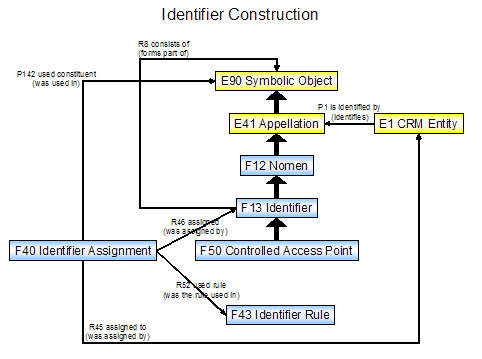 Identifier Construction
R8 consists of
(forms part of)
P142 used constituent
(was used in)
E90 Symbolic Object
P1 is identified by
(identifies)
E41 Appellation
E1 CRM Entity
F12 Nomen
F13 Identifier
R46 assigned
(was assigned by)
F40 Identifier Assignment
F50 Controlled Access Point
R52 used rule
(was the rule used in)
F43 Identifier Rule
R45 assigned to
(was assigned by)